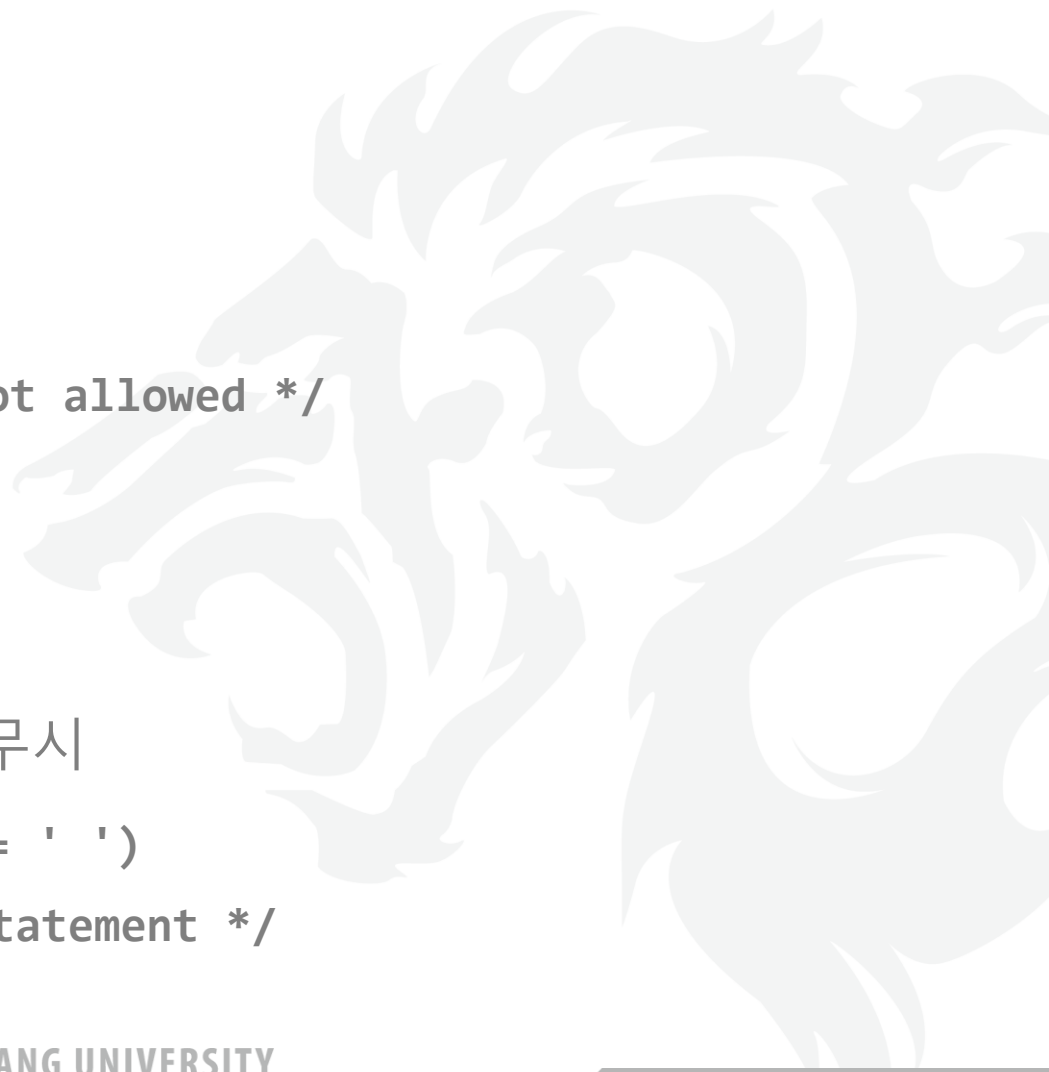 ot allowed */
무시
= ' ')
tatement */
ANG UNIVERSITY